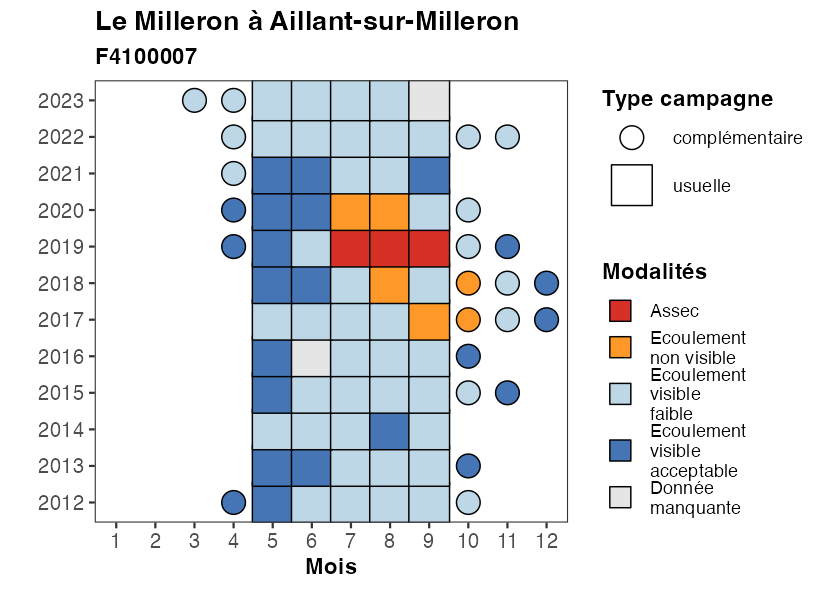 Le Milleron à Aillant-sur-Milleron
F4100007
2023
2022
2021
2020
2019
2018
2017
2016
2015
2014
2013
2012
1 2 3 4 5 6 7 8 9 10 11 12
Mois
Type campagne
complémentaire
usuelle
Modalités
Assec
Ecoulement
non visible
Ecoulement
visible
faible
Ecoulement
visible
acceptable
Donnée
manquante